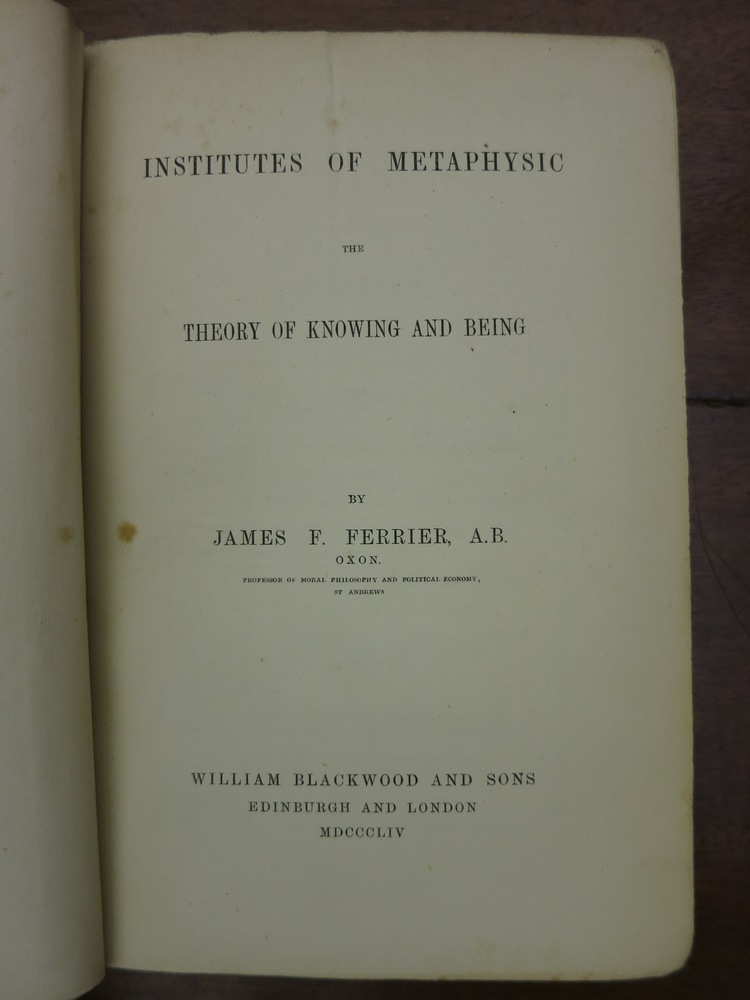 INSTITUTES OF METAPHYSIC
THE
THEORY OF KNOWING AND BEING
BY
JAMES F. FERRIER, A.B.
OXON.
PROFESSOR OF MORAL PHILOSOPHY AND POLITICAL ECONOMY,
ST ANDREWS
WILLIAM BLACKWOOD AND SONS
EDINBURGH AND LONDON
MDCCCLIV